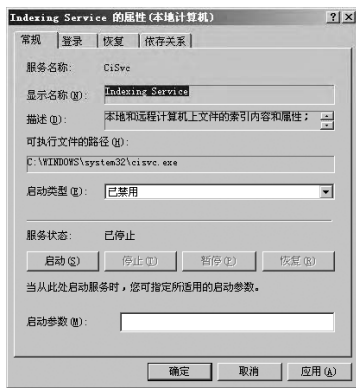 Indexing Service 的属性(本地计算机)
常规 登录 恢复 依存关系
服务名称: CiSvc
显示名称(N): Indexing Service
描述(D): 本地和远程计算机上文件的索引内容和属性;
可执行文件的路径(H):
C:\WINDOWS\system32\cisvc.exe
启动类型(E): 已禁用
服务状态: 已停止
启动(S) 停止(T) 暂停(P) 恢复(R)
当从此处启动服务时,您可指定所适用的启动参数。
启动参数(M):
确定 取消 应用(A)